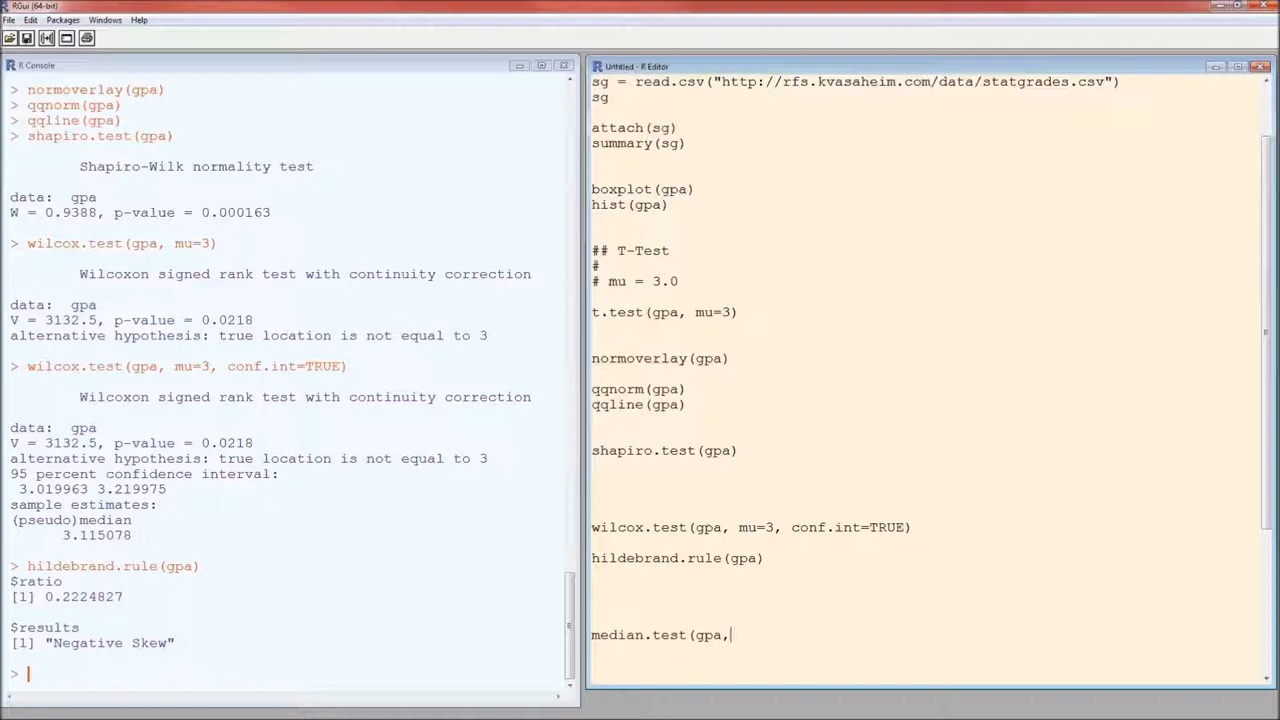 RGui (64-bit)
File Edit Packages Windows Help
R Console
> normoverlay(gpa)
> qqnorm(gpa)
> qqline(gpa)
> shapiro.test(gpa)
Shapiro-Wilk normality test
data: gpa
W = 0.9388, p-value = 0.000163
> wilcox.test(gpa, mu=3)
Wilcoxon signed rank test with continuity correction
data: gpa
V = 3132.5, p-value = 0.0218
alternative hypothesis: true location is not equal to 3
> wilcox.test(gpa, mu=3, conf.int=TRUE)
Wilcoxon signed rank test with continuity correction
data: gpa
V = 3132.5, p-value = 0.0218
alternative hypothesis: true location is not equal to 3
95 percent confidence interval:
3.019963 3.219975
sample estimates:
(pseudo)median
3.115078
> hildebrand.rule(gpa)
$ratio
[1] 0.2224827
$results
[1] "Negative Skew"
>
Untitled - R Editor
sg = read.csv("http://rfs.kvasaheim.com/data/statgrades.csv")
sg
attach(sg)
summary(sg)
boxplot(gpa)
hist(gpa)
## T-Test
#
# mu = 3.0
t.test(gpa, mu=3)
normoverlay(gpa)
qqnorm(gpa)
qqline(gpa)
shapiro.test(gpa)
wilcox.test(gpa, mu=3, conf.int=TRUE)
hildebrand.rule(gpa)
median.test(gpa,